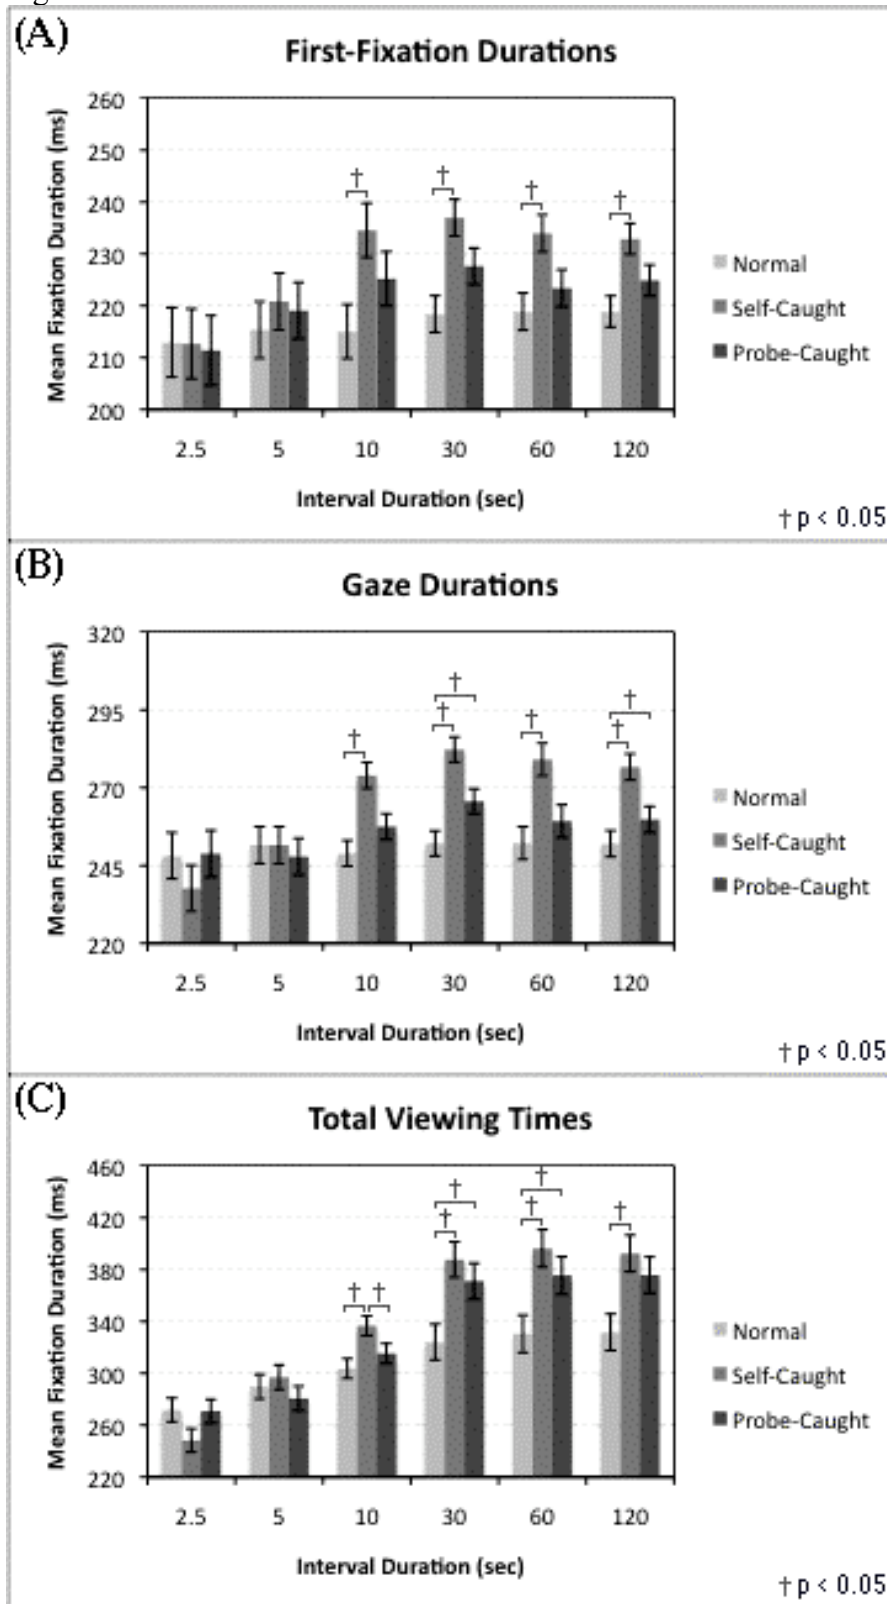 (A)
First-Fixation Durations
Mean Fixation Duration (ms)
260
250
240
230
220
210
200
†
†
†
†
2.5 5 10 30 60 120
Interval Duration (sec)
Normal
Self-Caught
Probe-Caught
† p < 0.05
(B)
Gaze Durations
Mean Fixation Duration (ms)
320
295
270
245
220
†
†
†
†
†
†
2.5 5 10 30 60 120
Interval Duration (sec)
Normal
Self-Caught
Probe-Caught
† p < 0.05
(C)
Total Viewing Times
Mean Fixation Duration (ms)
460
420
380
340
300
260
220
† †
†
†
†
†
†
2.5 5 10 30 60 120
Interval Duration (sec)
Normal
Self-Caught
Probe-Caught
† p < 0.05